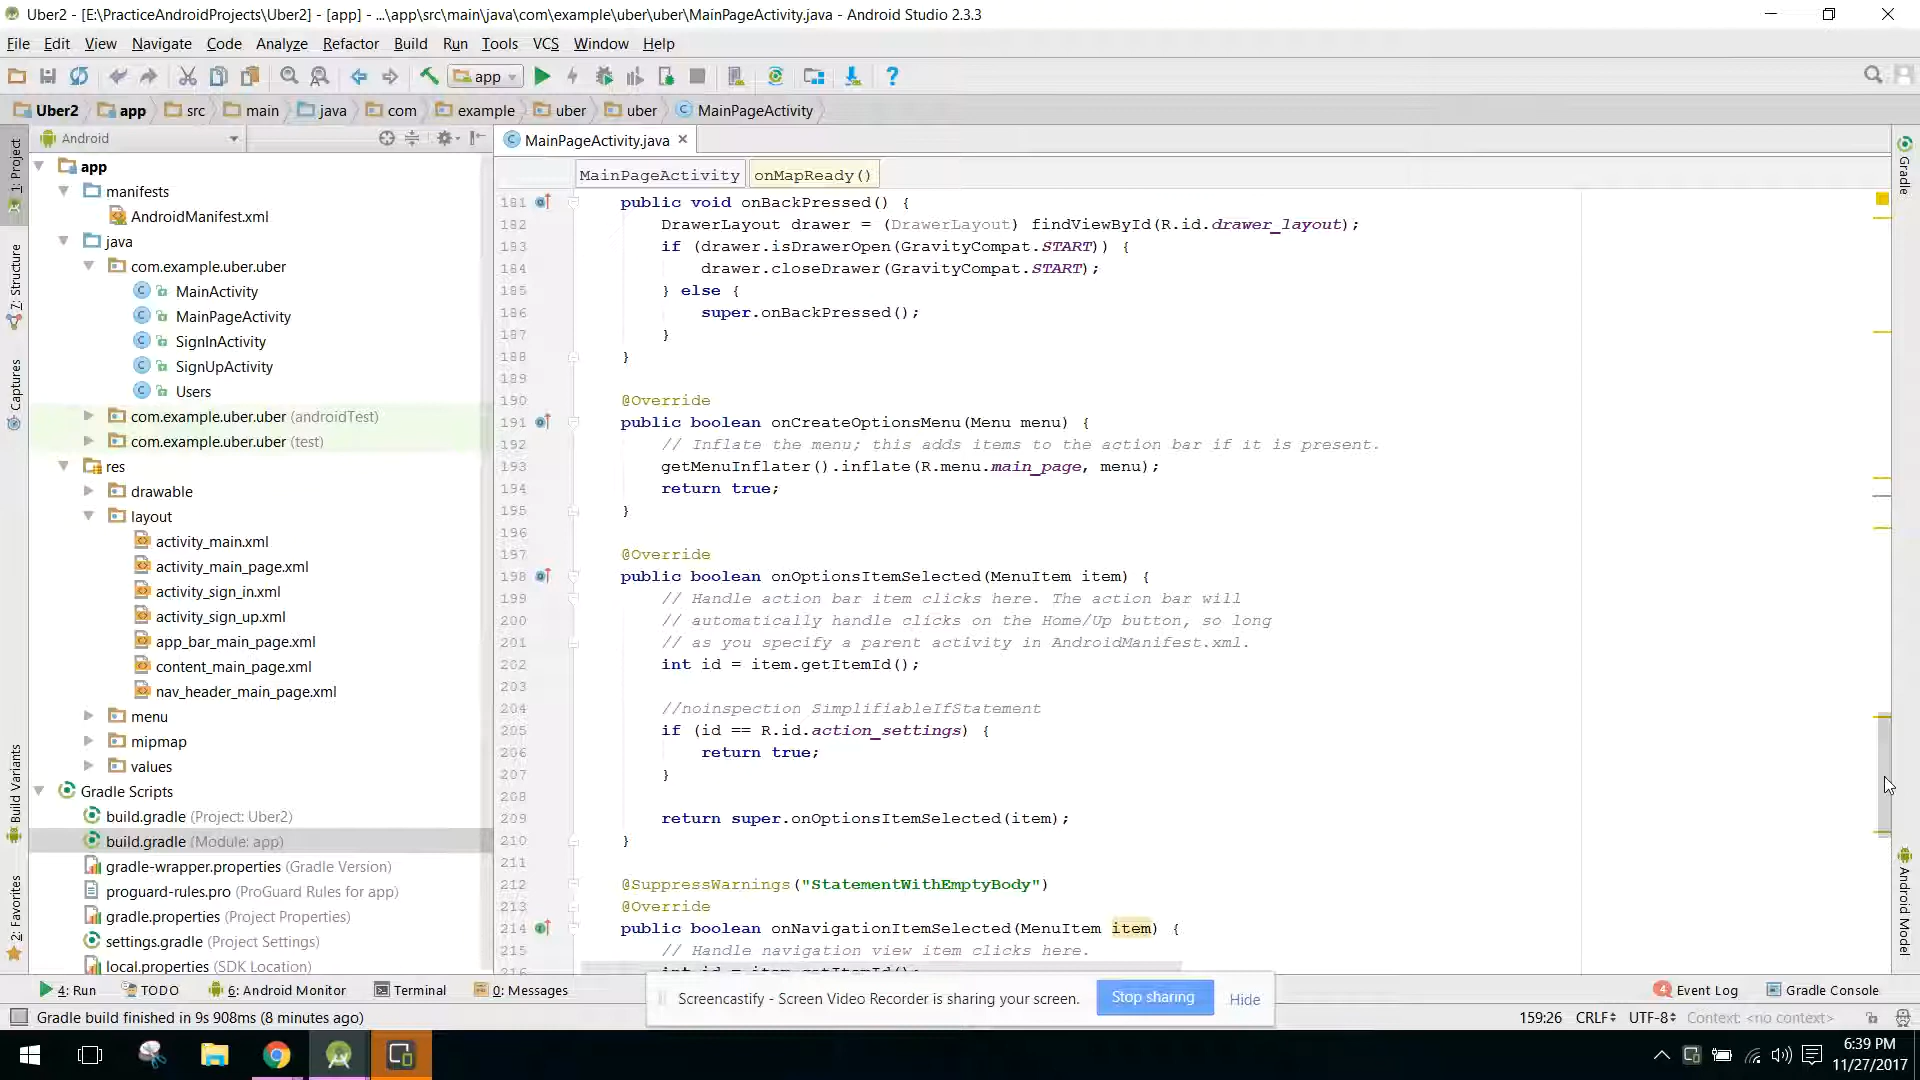 Uber2 - [E:\PracticeAndroidProjects\Uber2] - [app] - ...\app\src\main\java\com\example\uber\uber\MainPageActivity.java - Android Studio 2.3.3
File Edit View Navigate Code Analyze Refactor Build Run Tools VCS Window Help
app
Uber2 app src main java com example uber uber MainPageActivity
Android
MainPageActivity.java
1: Project
7: Structure
Captures
Build Variants
2: Favorites
app
manifests
AndroidManifest.xml
java
com.example.uber.uber
MainActivity
MainPageActivity
SignInActivity
SignUpActivity
Users
com.example.uber.uber (androidTest)
com.example.uber.uber (test)
res
drawable
layout
activity_main.xml
activity_main_page.xml
activity_sign_in.xml
activity_sign_up.xml
app_bar_main_page.xml
content_main_page.xml
nav_header_main_page.xml
menu
mipmap
values
Gradle Scripts
build.gradle (Project: Uber2)
build.gradle (Module: app)
gradle-wrapper.properties (Gradle Version)
proguard-rules.pro (ProGuard Rules for app)
gradle.properties (Project Properties)
settings.gradle (Project Settings)
local.properties (SDK Location)
MainPageActivity onMapReady()
181 public void onBackPressed() {
182 DrawerLayout drawer = (DrawerLayout) findViewById(R.id.drawer_layout);
183 if (drawer.isDrawerOpen(GravityCompat.START)) {
184 drawer.closeDrawer(GravityCompat.START);
185 } else {
186 super.onBackPressed();
187 }
188 }
189
190 @Override
191 public boolean onCreateOptionsMenu(Menu menu) {
192 // Inflate the menu; this adds items to the action bar if it is present.
193 getMenuInflater().inflate(R.menu.main_page, menu);
194 return true;
195 }
196
197 @Override
198 public boolean onOptionsItemSelected(MenuItem item) {
199 // Handle action bar item clicks here. The action bar will
200 // automatically handle clicks on the Home/Up button, so long
201 // as you specify a parent activity in AndroidManifest.xml.
202 int id = item.getItemId();
203
204 //noinspection SimplifiableIfStatement
205 if (id == R.id.action_settings) {
206 return true;
207 }
208
209 return super.onOptionsItemSelected(item);
210 }
211
212 @SuppressWarnings("StatementWithEmptyBody")
213 @Override
214 public boolean onNavigationItemSelected(MenuItem item) {
215 // Handle navigation view item clicks here.
216 int id = item.getItemId();
Gradle
Android Model
4: Run TODO 6: Android Monitor Terminal 0: Messages
Screencastify - Screen Video Recorder is sharing your screen. Stop sharing Hide
4 Event Log Gradle Console
Gradle build finished in 9s 908ms (8 minutes ago)
159:26 CRLF UTF-8 Context: <no context>
6:39 PM
11/27/2017